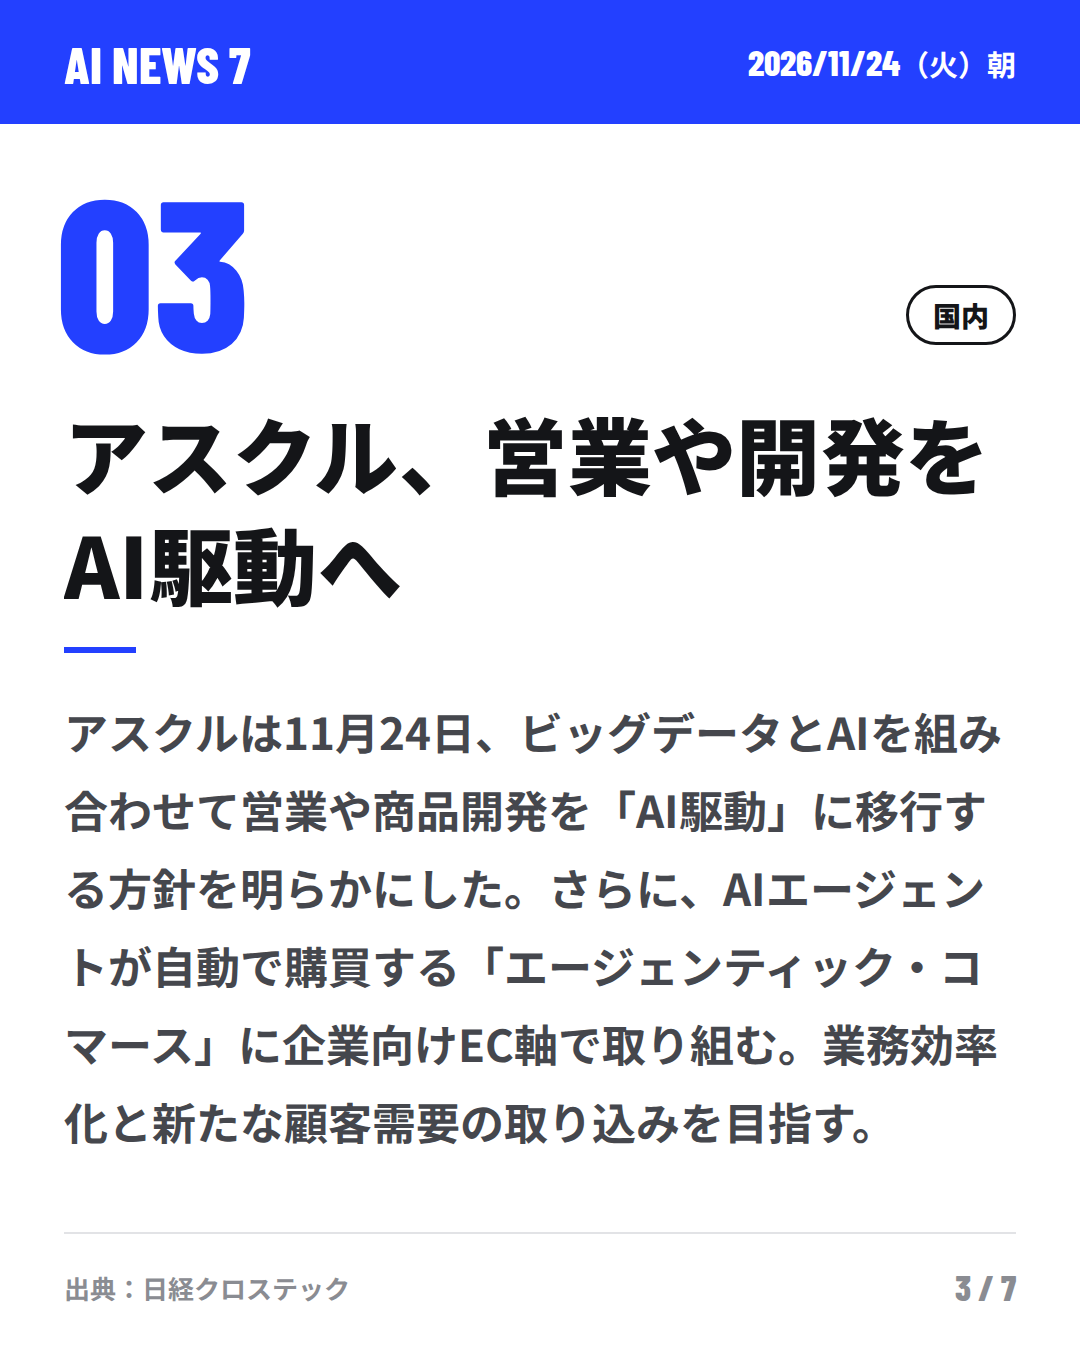 AI NEWS 7
2026/11/24（火）朝
03
国内
アスクル、営業や開発を
AI駆動へ
アスクルは11月24日、ビッグデータとAIを組み
合わせて営業や商品開発を「AI駆動」に移行す
る方針を明らかにした。さらに、AIエージェン
トが自動で購買する「エージェンティック・コ
マース」に企業向けEC軸で取り組む。業務効率
化と新たな顧客需要の取り込みを目指す。
出典：日経クロステック
3 / 7